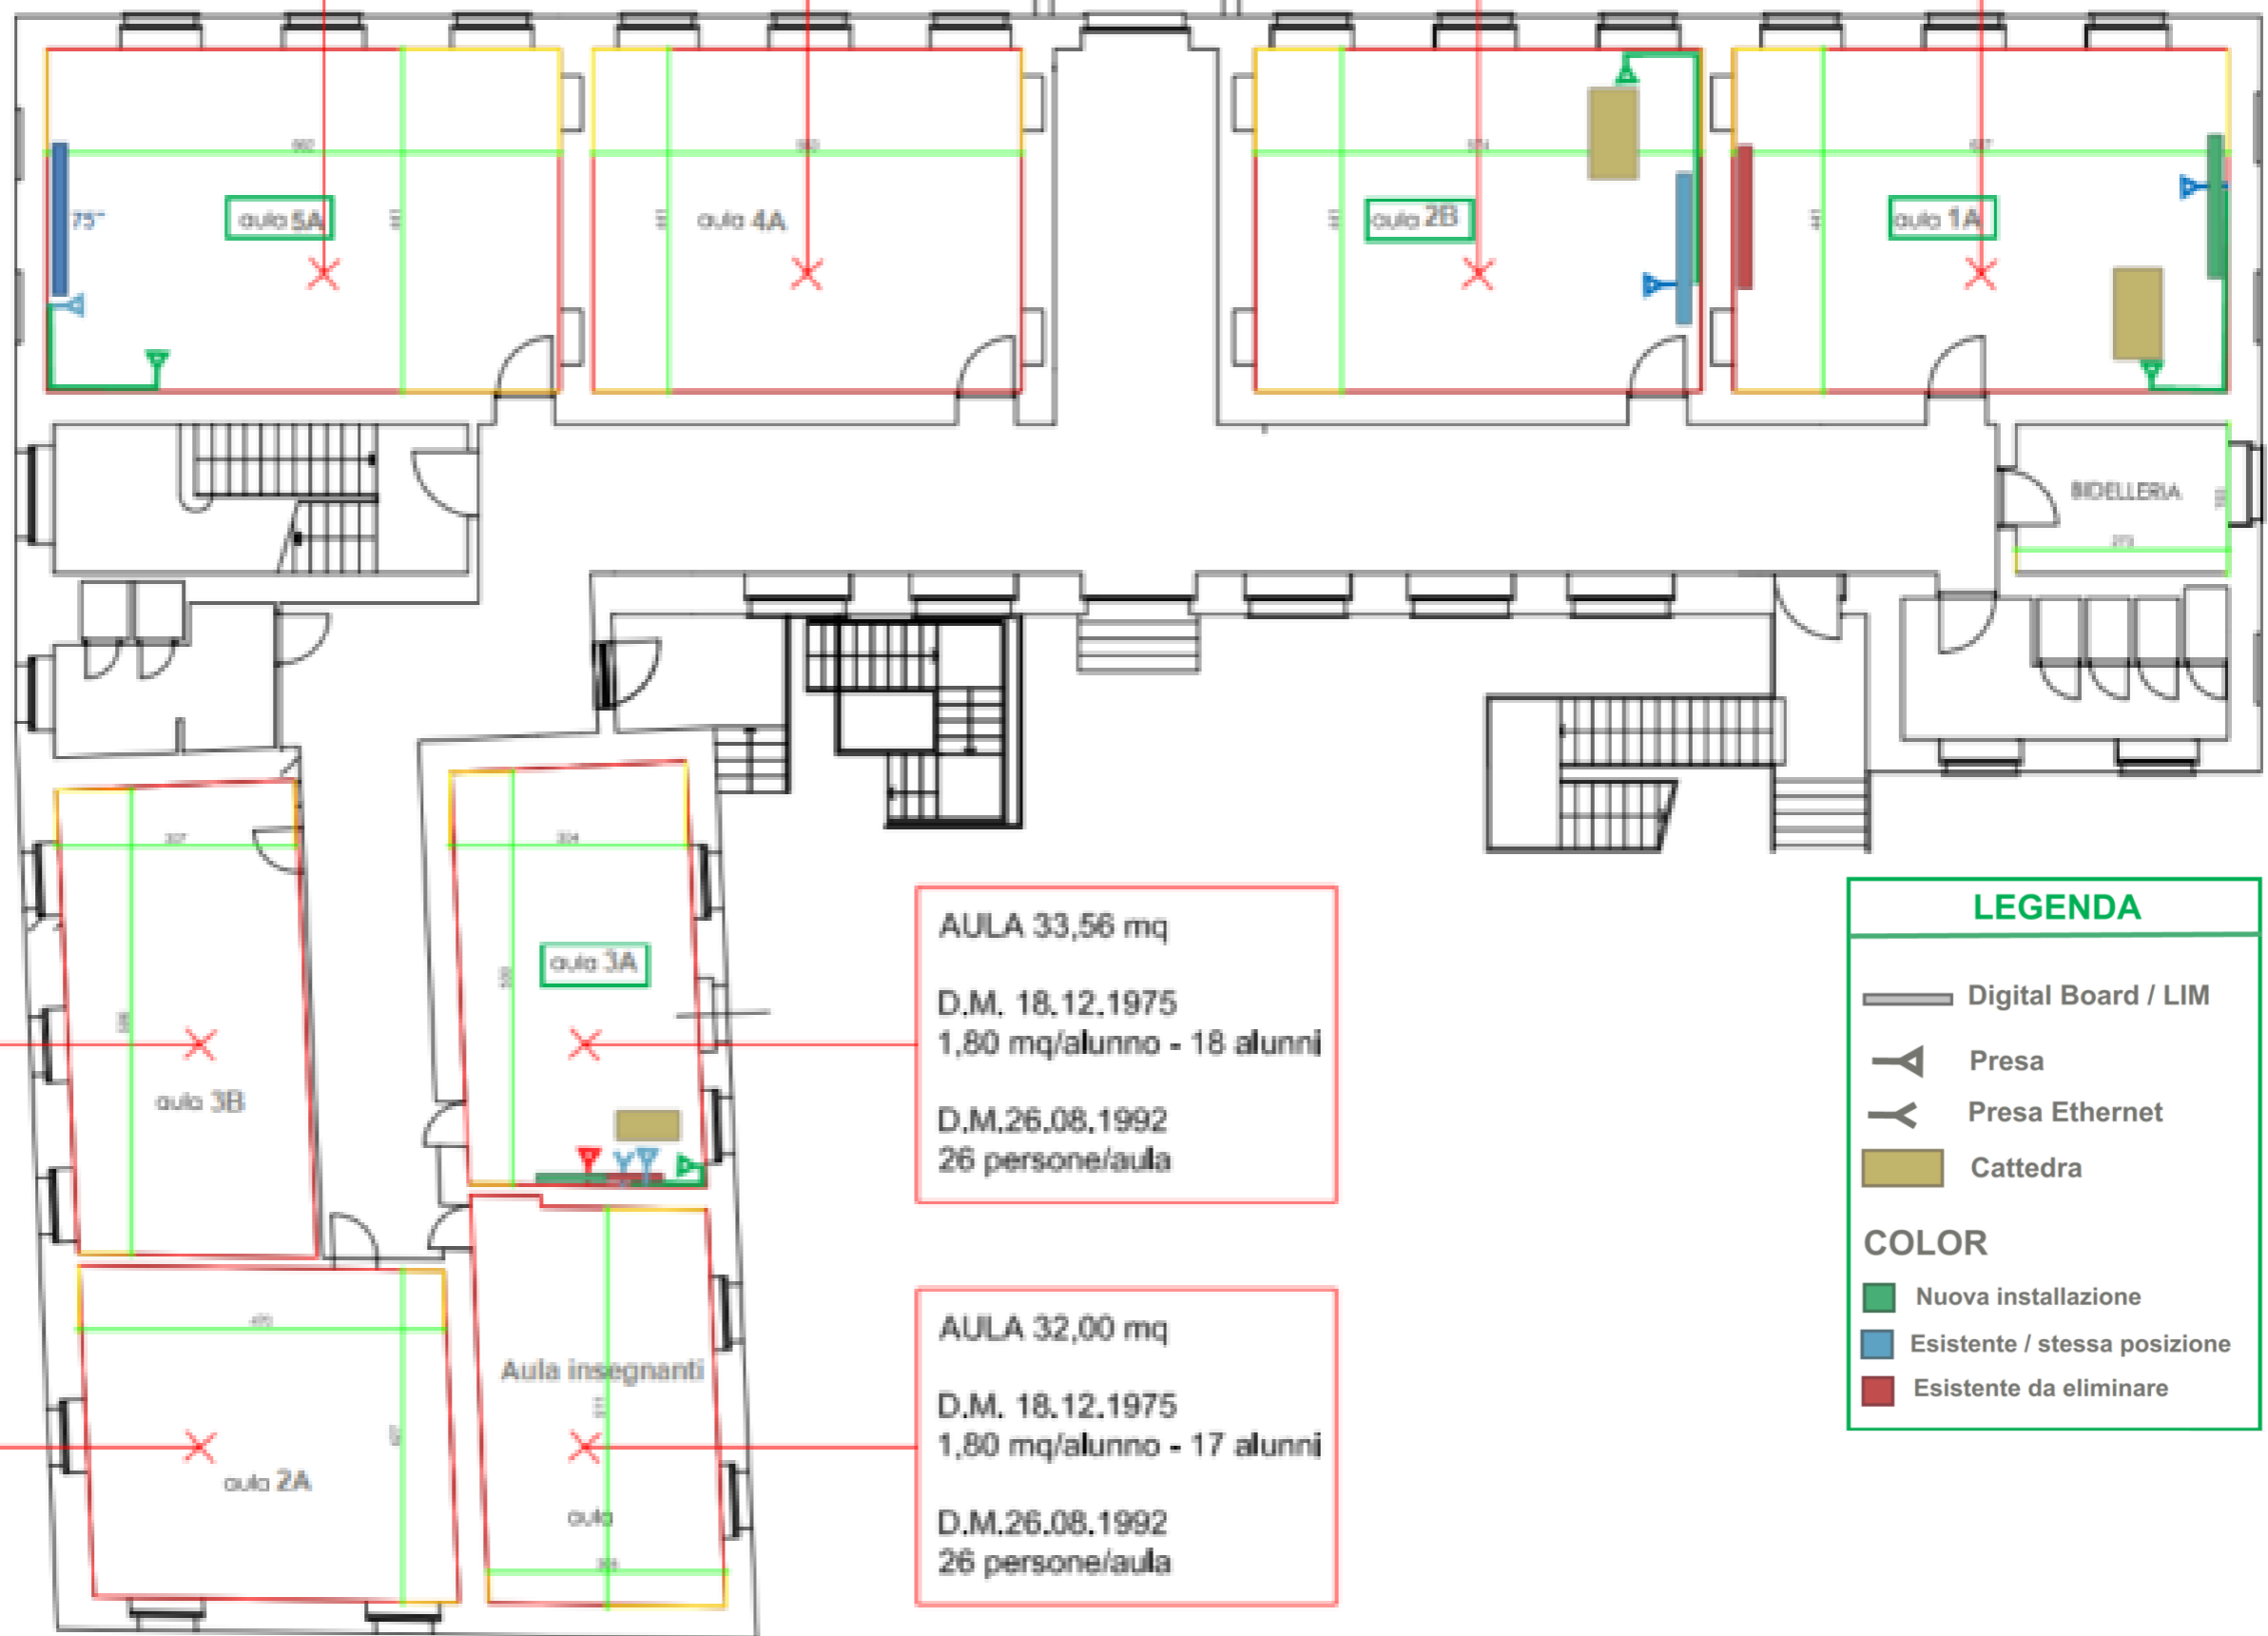 75"
aula 5A
aula 4A
aula 2B
aula 1A
BIDELLERIA
273
aula 3A
aula 3B
AULA 33,56 mq
D.M. 18.12.1975
1,80 mq/alunno - 18 alunni
D.M.26.08.1992
26 persone/aula
Aula insegnanti
aula
aula 2A
AULA 32,00 mq
D.M. 18.12.1975
1,80 mq/alunno - 17 alunni
D.M.26.08.1992
26 persone/aula
LEGENDA
Digital Board / LIM
Presa
Presa Ethernet
Cattedra
COLOR
Nuova installazione
Esistente / stessa posizione
Esistente da eliminare